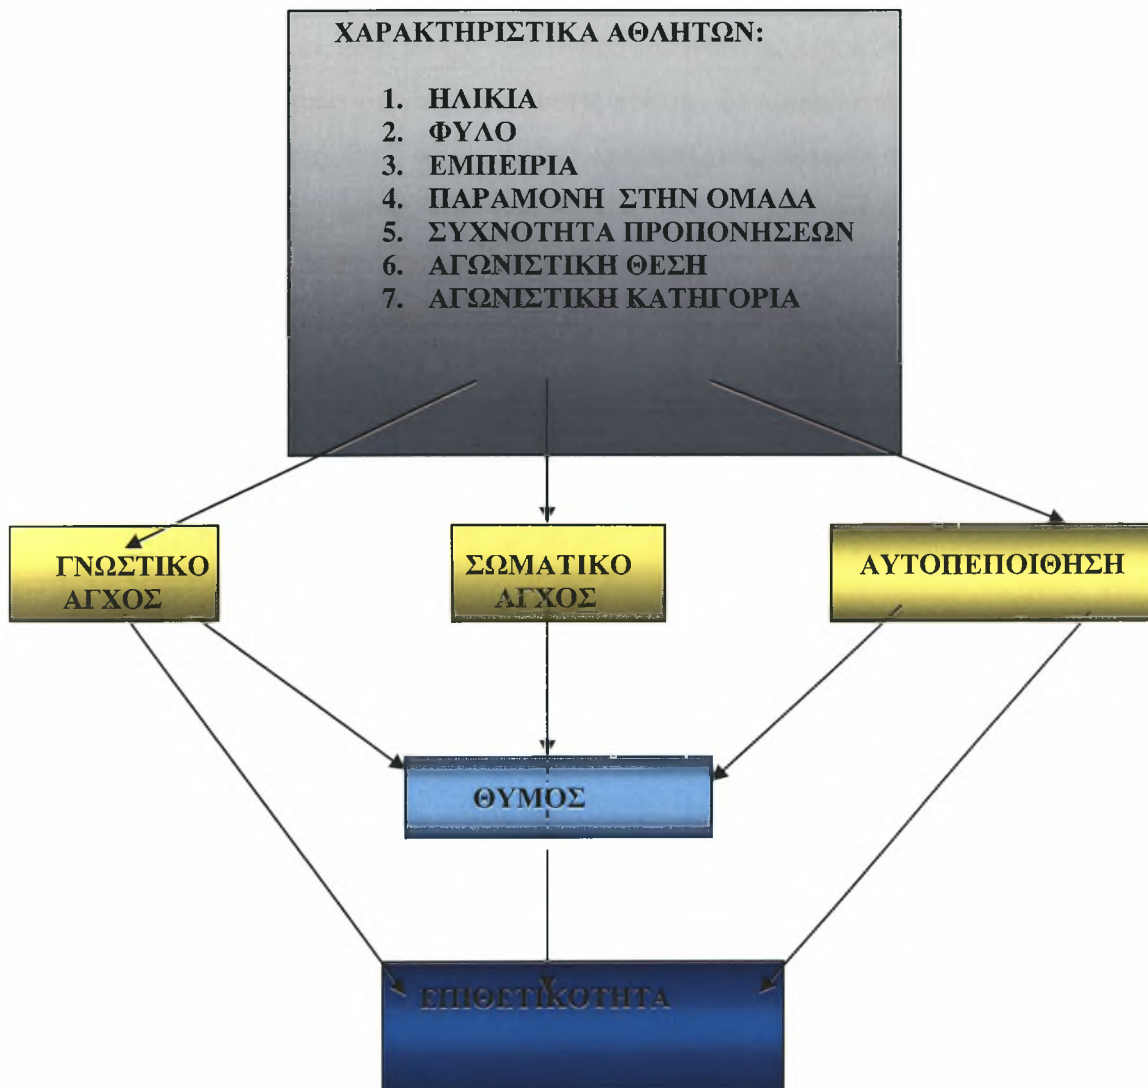 ΧΑΡΑΚΤΗΡΙΣΤΙΚΑ ΑΘΛΗΤΩΝ:
1. ΗΛΙΚΙΑ
2. ΦΥΛΟ
3. ΕΜΠΕΙΡΙΑ
4. ΠΑΡΑΜΟΝΗ ΣΤΗΝ ΟΜΑΔΑ
5. ΣΥΧΝΟΤΗΤΑ ΠΡΟΠΟΝΗΣΕΩΝ
6. ΑΓΩΝΙΣΤΙΚΗ ΘΕΣΗ
7. ΑΓΩΝΙΣΤΙΚΗ ΚΑΤΗΓΟΡΙΑ
ΓΝΩΣΤΙΚΟ
ΑΓΧΟΣ
ΣΩΜΑΤΙΚΟ
ΑΓΧΟΣ
ΑΥΤΟΠΕΠΟΙΘΗΣΗ
ΘΥΜΟΣ
ΕΠΙΘΕΤΙΚΟΤΗΤΑ